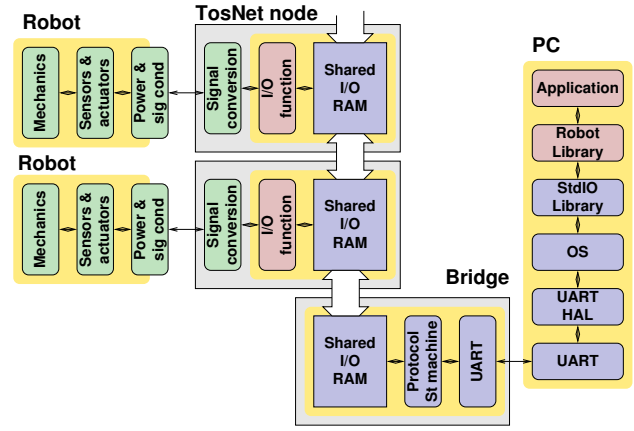 Robot
TosNet node
Mechanics
Sensors &
actuators
Power &
sig cond
Signal
conversion
I/O
function
Shared
I/O
RAM
PC
Application
Robot
Library
StdIO
Library
OS
UART
HAL
UART
Robot
Mechanics
Sensors &
actuators
Power &
sig cond
Signal
conversion
I/O
function
Shared
I/O
RAM
Bridge
Shared
I/O
RAM
Protocol
St machine
UART